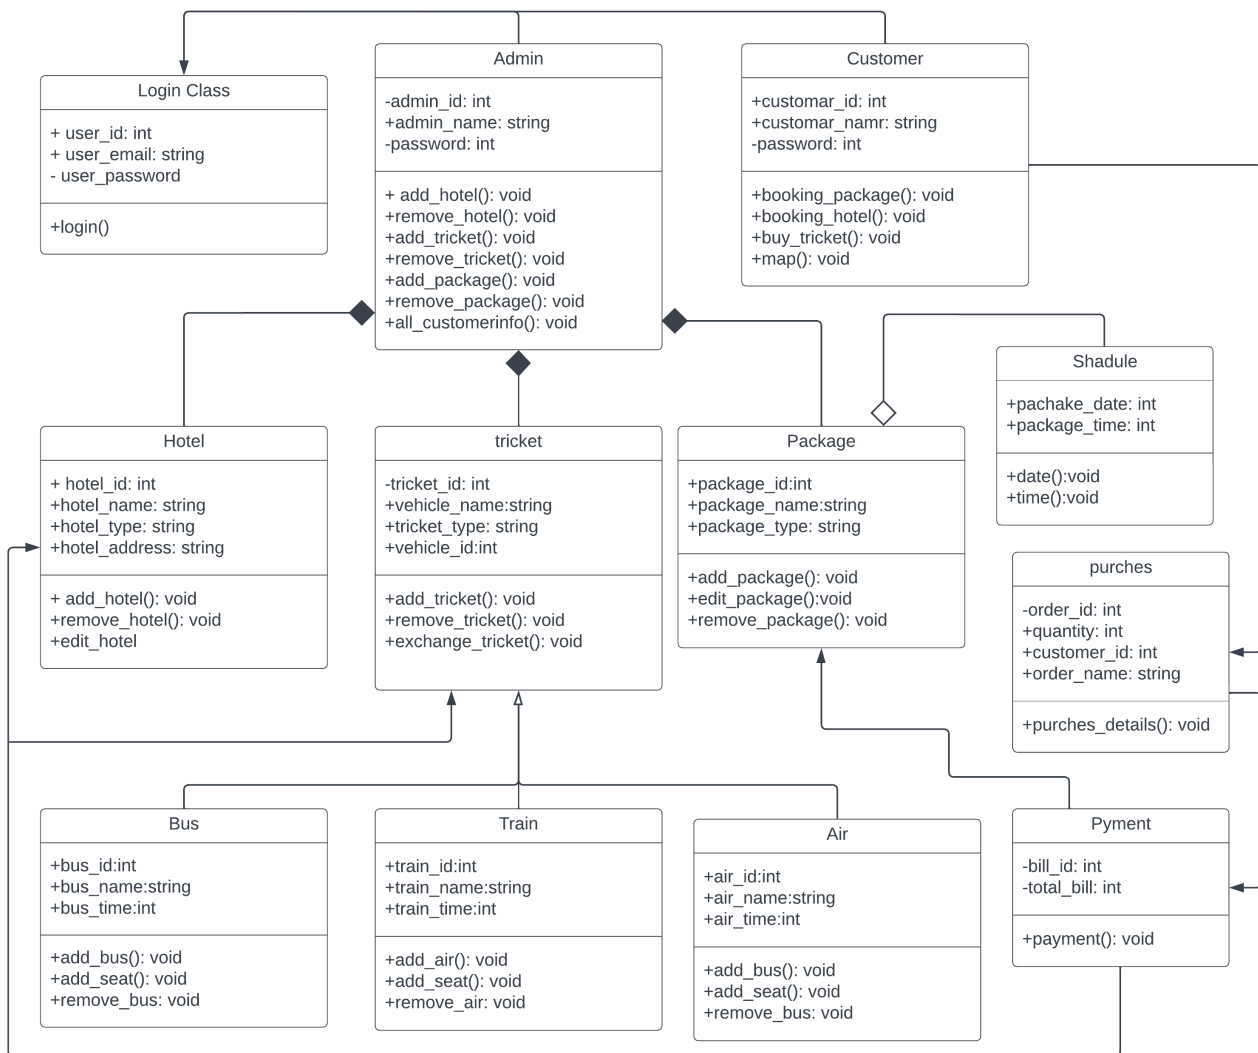 Login Class
+ user_id: int
+ user_email: string
- user_password
+login()
Admin
-admin_id: int
+admin_name: string
-password: int
+ add_hotel(): void
+remove_hotel(): void
+add_tricket(): void
+remove_tricket(): void
+add_package(): void
+remove_package(): void
+all_customerinfo(): void
Customer
+customar_id: int
+customar_namr: string
-password: int
+booking_package(): void
+booking_hotel(): void
+buy_tricket(): void
+map(): void
Hotel
+ hotel_id: int
+hotel_name: string
+hotel_type: string
+hotel_address: string
+ add_hotel(): void
+remove_hotel(): void
+edit_hotel
tricket
-tricket_id: int
+vehicle_name:string
+tricket_type: string
+vehicle_id:int
+add_tricket(): void
+remove_tricket(): void
+exchange_tricket(): void
Package
+package_id:int
+package_name:string
+package_type: string
+add_package(): void
+edit_package():void
+remove_package(): void
Shadule
+pachake_date: int
+package_time: int
+date():void
+time():void
purches
-order_id: int
+quantity: int
+customer_id: int
+order_name: string
+purches_details(): void
Bus
+bus_id:int
+bus_name:string
+bus_time:int
+add_bus(): void
+add_seat(): void
+remove_bus: void
Train
+train_id:int
+train_name:string
+train_time:int
+add_air(): void
+add_seat(): void
+remove_air: void
Air
+air_id:int
+air_name:string
+air_time:int
+add_bus(): void
+add_seat(): void
+remove_bus: void
Pyment
-bill_id: int
-total_bill: int
+payment(): void